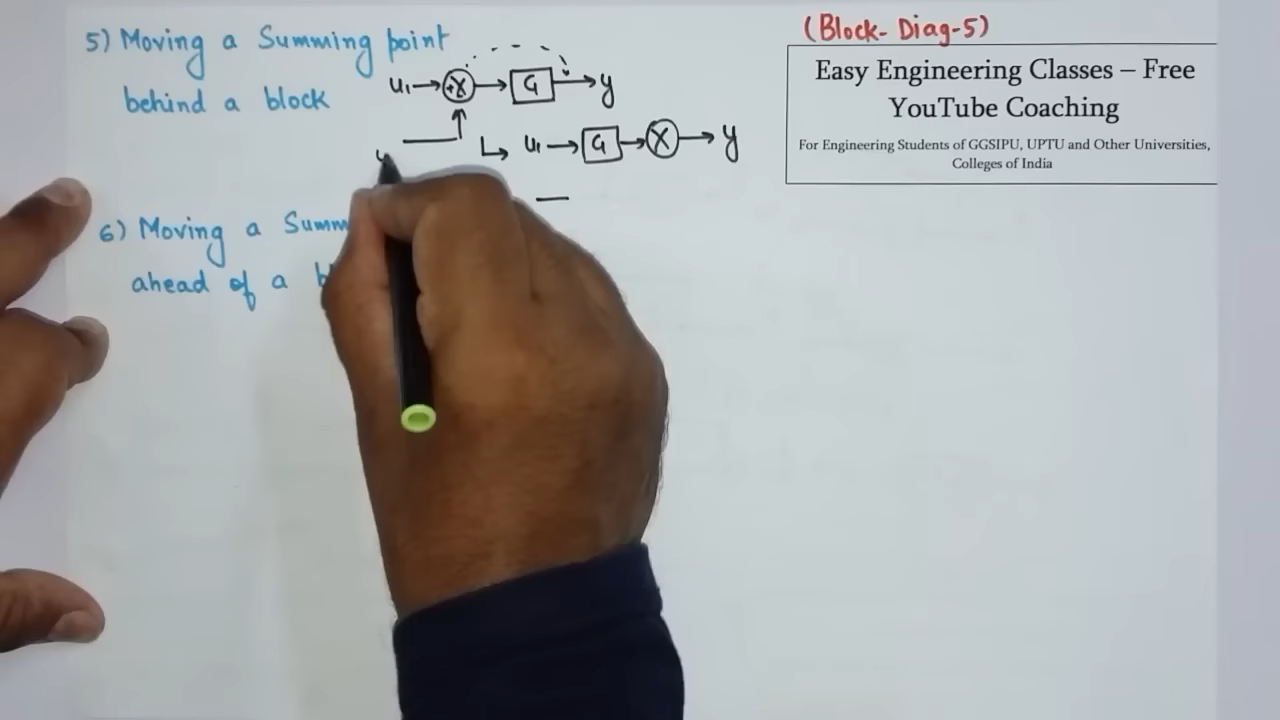 (Block- Diag-5)
Easy Engineering Classes – Free
YouTube Coaching
For Engineering Students of GGSIPU, UPTU and Other Universities,
Colleges of India
5) Moving a Summing point
behind a block
u₁ G y
u₁ G y
6) Moving a
ahead of a